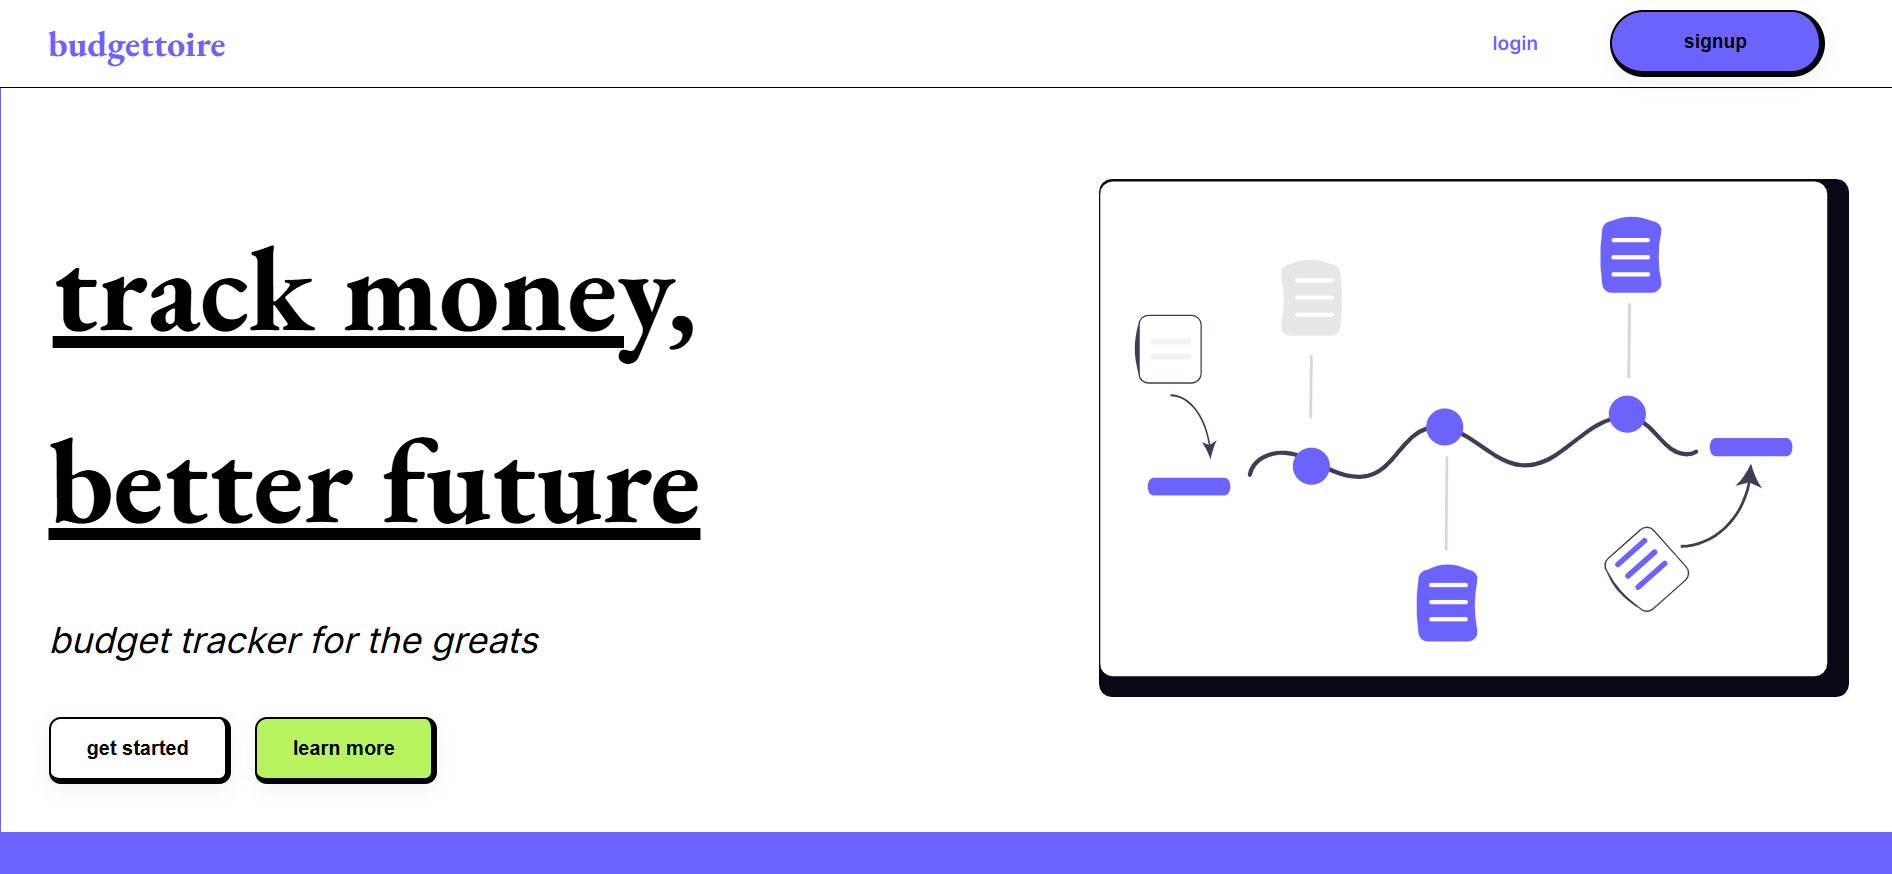 budgettoire
login
signup
track money,
better future
budget tracker for the greats
get started
learn more